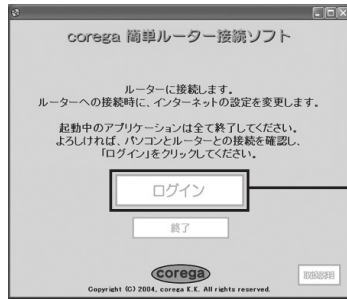 corega 簡単ルーター接続ソフト
ルーターに接続します。
ルーターへの接続時に、インターネットの設定を変更します。
起動中のアプリケーションは全て終了してください。
よろしければ、パソコンとルーターとの接続を確認し、
「ログイン」をクリックしてください。
ログイン
終了
corega
Copyright (C) 2004, corega K.K. All rights reserved.
取扱説明